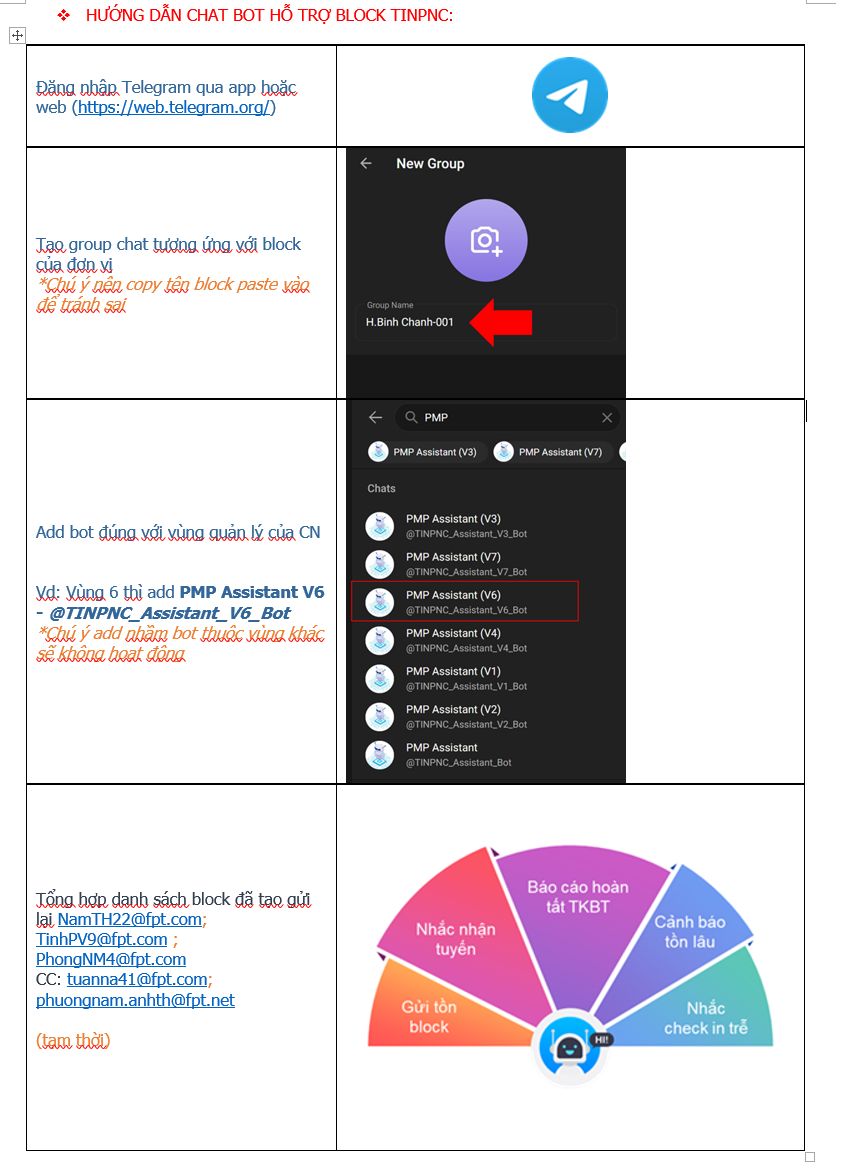 ❖ HƯỚNG DẪN CHAT BOT HỖ TRỢ BLOCK TINPNC:
Đăng nhập Telegram qua app hoặc
web (https://web.telegram.org/)
Tạo group chat tương ứng với block
của đơn vị
*Chú ý nên copy tên block paste vào
để tránh sai
New Group
Group Name
H.Binh Chanh-001
Add bot đúng với vùng quản lý của CN
Vd: Vùng 6 thì add PMP Assistant V6
- @TINPNC_Assistant_V6_Bot
*Chú ý add nhầm bot thuộc vùng khác
sẽ không hoạt động
PMP
PMP Assistant (V3)
PMP Assistant (V7)
Chats
PMP Assistant (V3)
@TINPNC_Assistant_V3_Bot
PMP Assistant (V7)
@TINPNC_Assistant_V7_Bot
PMP Assistant (V6)
@TINPNC_Assistant_V6_Bot
PMP Assistant (V4)
@TINPNC_Assistant_V4_Bot
PMP Assistant (V1)
@TINPNC_Assistant_V1_Bot
PMP Assistant (V2)
@TINPNC_Assistant_V2_Bot
PMP Assistant
@TINPNC_Assistant_Bot
Tổng hợp danh sách block đã tạo gửi
lại NamTH22@fpt.com;
TinhPV9@fpt.com ;
PhongNM4@fpt.com
CC: tuanna41@fpt.com;
phuongnam.anhth@fpt.net
(tạm thời)
Gửi tồn
block
Nhắc nhận
tuyến
Báo cáo hoàn
tất TKBT
Cảnh báo
tồn lâu
Nhắc
check in trễ
HI!